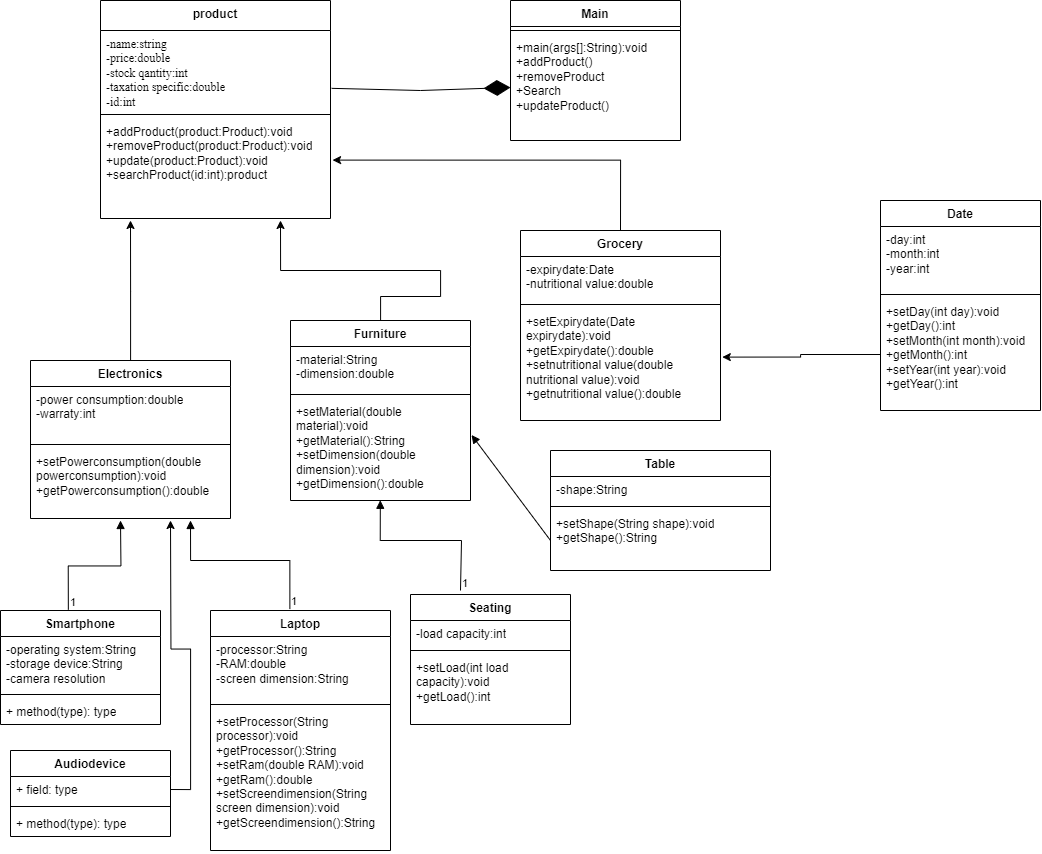 product
-name:string
-price:double
-stock qantity:int
-taxation specific:double
-id:int
+addProduct(product:Product):void
+removeProduct(product:Product):void
+update(product:Product):void
+searchProduct(id:int):product
Main
+main(args[]:String):void
+addProduct()
+removeProduct
+Search
+updateProduct()
Grocery
-expirydate:Date
-nutritional value:double
+setExpirydate(Date
expirydate):void
+getExpirydate():double
+setnutritional value(double
nutritional value):void
+getnutritional value():double
Date
-day:int
-month:int
-year:int
+setDay(int day):void
+getDay():int
+setMonth(int month):void
+getMonth():int
+setYear(int year):void
+getYear():int
Furniture
-material:String
-dimension:double
+setMaterial(double
material):void
+getMaterial():String
+setDimension(double
dimension):void
+getDimension():double
Electronics
-power consumption:double
-warraty:int
+setPowerconsumption(double
powerconsumption):void
+getPowerconsumption():double
Table
-shape:String
+setShape(String shape):void
+getShape():String
1
Smartphone
-operating system:String
-storage device:String
-camera resolution
+ method(type): type
1
Laptop
-processor:String
-RAM:double
-screen dimension:String
+setProcessor(String
processor):void
+getProcessor():String
+setRam(double RAM):void
+getRam():double
+setScreendimension(String
screen dimension):void
+getScreendimension():String
1
Seating
-load capacity:int
+setLoad(int load
capacity):void
+getLoad():int
Audiodevice
+ field: type
+ method(type): type